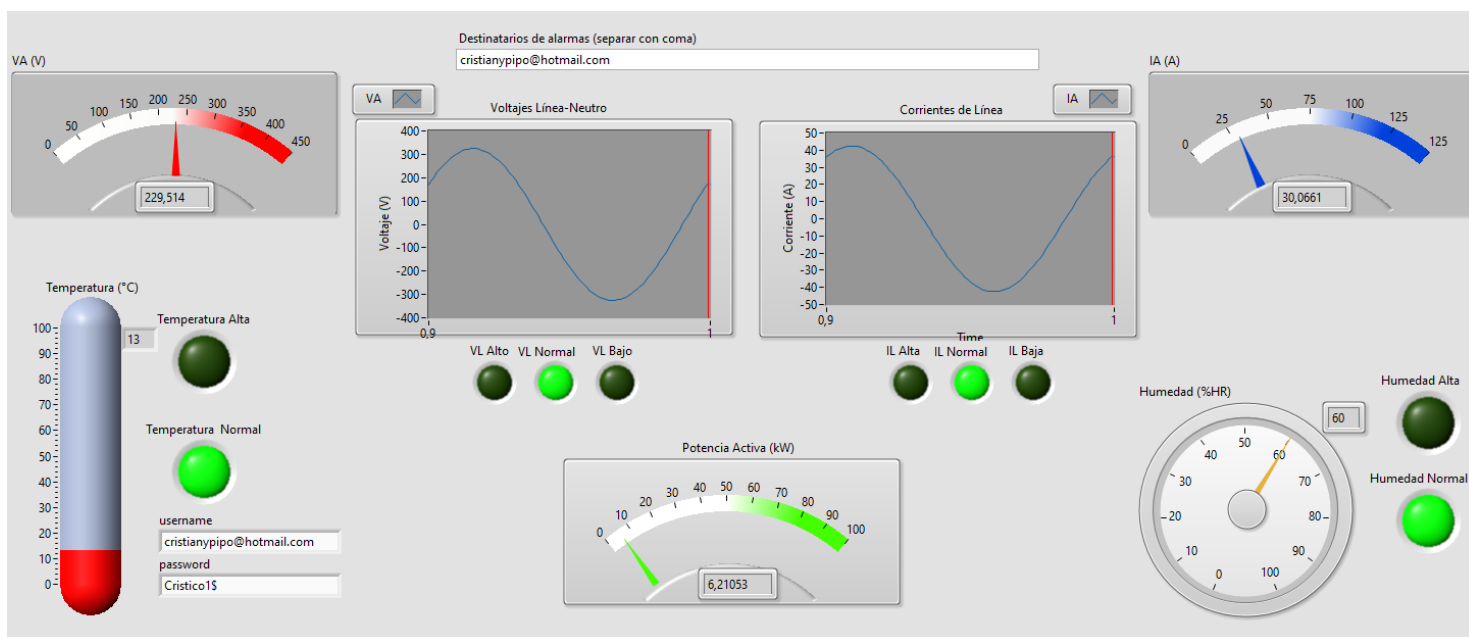 Destinatarios de alarmas (separar con coma)
cristianypipo@hotmail.com
VA (V)
0 50 100 150 200 250 300 350 400 450
229,514
VA
Voltajes Línea-Neutro
Voltaje (V)
400
300
200
100
0
-100
-200
-300
-400
0,9 1
VL Alto VL Normal VL Bajo
IA
Corrientes de Línea
Corriente (A)
50
40
30
20
10
0
-10
-20
-30
-40
-50
0,9 1
Time
IL Alta IL Normal IL Baja
IA (A)
0 25 50 75 100 125 125
30,0661
Temperatura (°C)
100
90
80
70
60
50
40
30
20
10
0
13
Temperatura Alta
Temperatura Normal
username
cristianypipo@hotmail.com
password
Cristico1$
Potencia Activa (kW)
0 10 20 30 40 50 60 70 80 90 100
6,21053
Humedad (%HR)
60
0 10 20 30 40 50 60 70 80 90 100
Humedad Alta
Humedad Normal